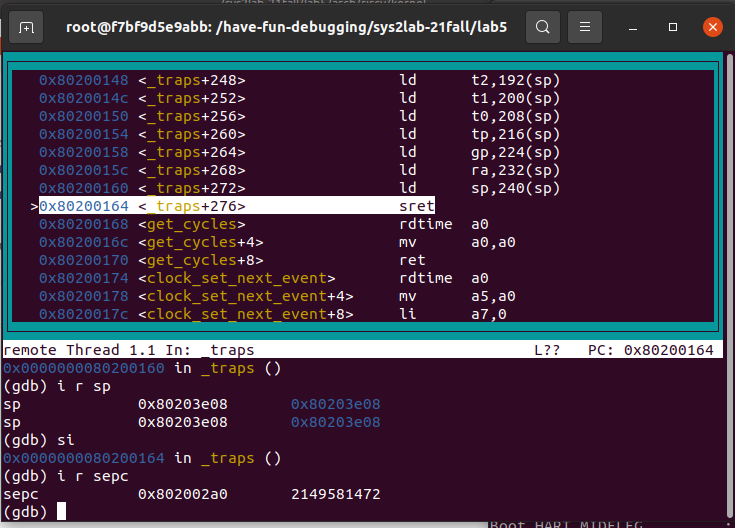 root@f7bf9d5e9abb: /have-fun-debugging/sys2lab-21fall/lab5
0x80200148 <_traps+248> ld t2,192(sp)
0x8020014c <_traps+252> ld t1,200(sp)
0x80200150 <_traps+256> ld t0,208(sp)
0x80200154 <_traps+260> ld tp,216(sp)
0x80200158 <_traps+264> ld gp,224(sp)
0x8020015c <_traps+268> ld ra,232(sp)
0x80200160 <_traps+272> ld sp,240(sp)
>0x80200164 <_traps+276> sret
0x80200168 <get_cycles> rdtime a0
0x8020016c <get_cycles+4> mv a0,a0
0x80200170 <get_cycles+8> ret
0x80200174 <clock_set_next_event> rdtime a0
0x80200178 <clock_set_next_event+4> mv a5,a0
0x8020017c <clock_set_next_event+8> li a7,0
remote Thread 1.1 In: _traps L?? PC: 0x80200164
0x0000000080200160 in _traps ()
(gdb) i r sp
sp 0x80203e08 0x80203e08
sp 0x80203e08 0x80203e08
(gdb) si
0x0000000080200164 in _traps ()
(gdb) i r sepc
sepc 0x802002a0 2149581472
(gdb)
Boot HART MIDELEG